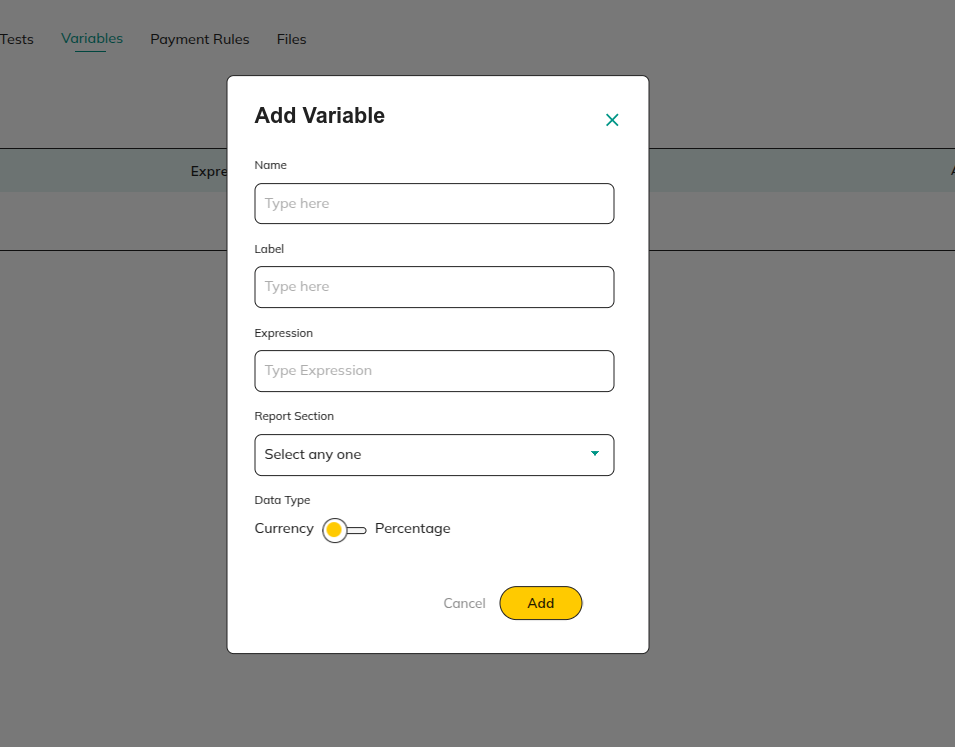 Tests Variables Payment Rules Files
Add Variable
Name
Type here
Label
Type here
Expression
Type Expression
Report Section
Select any one
Data Type
Currency Percentage
Cancel Add